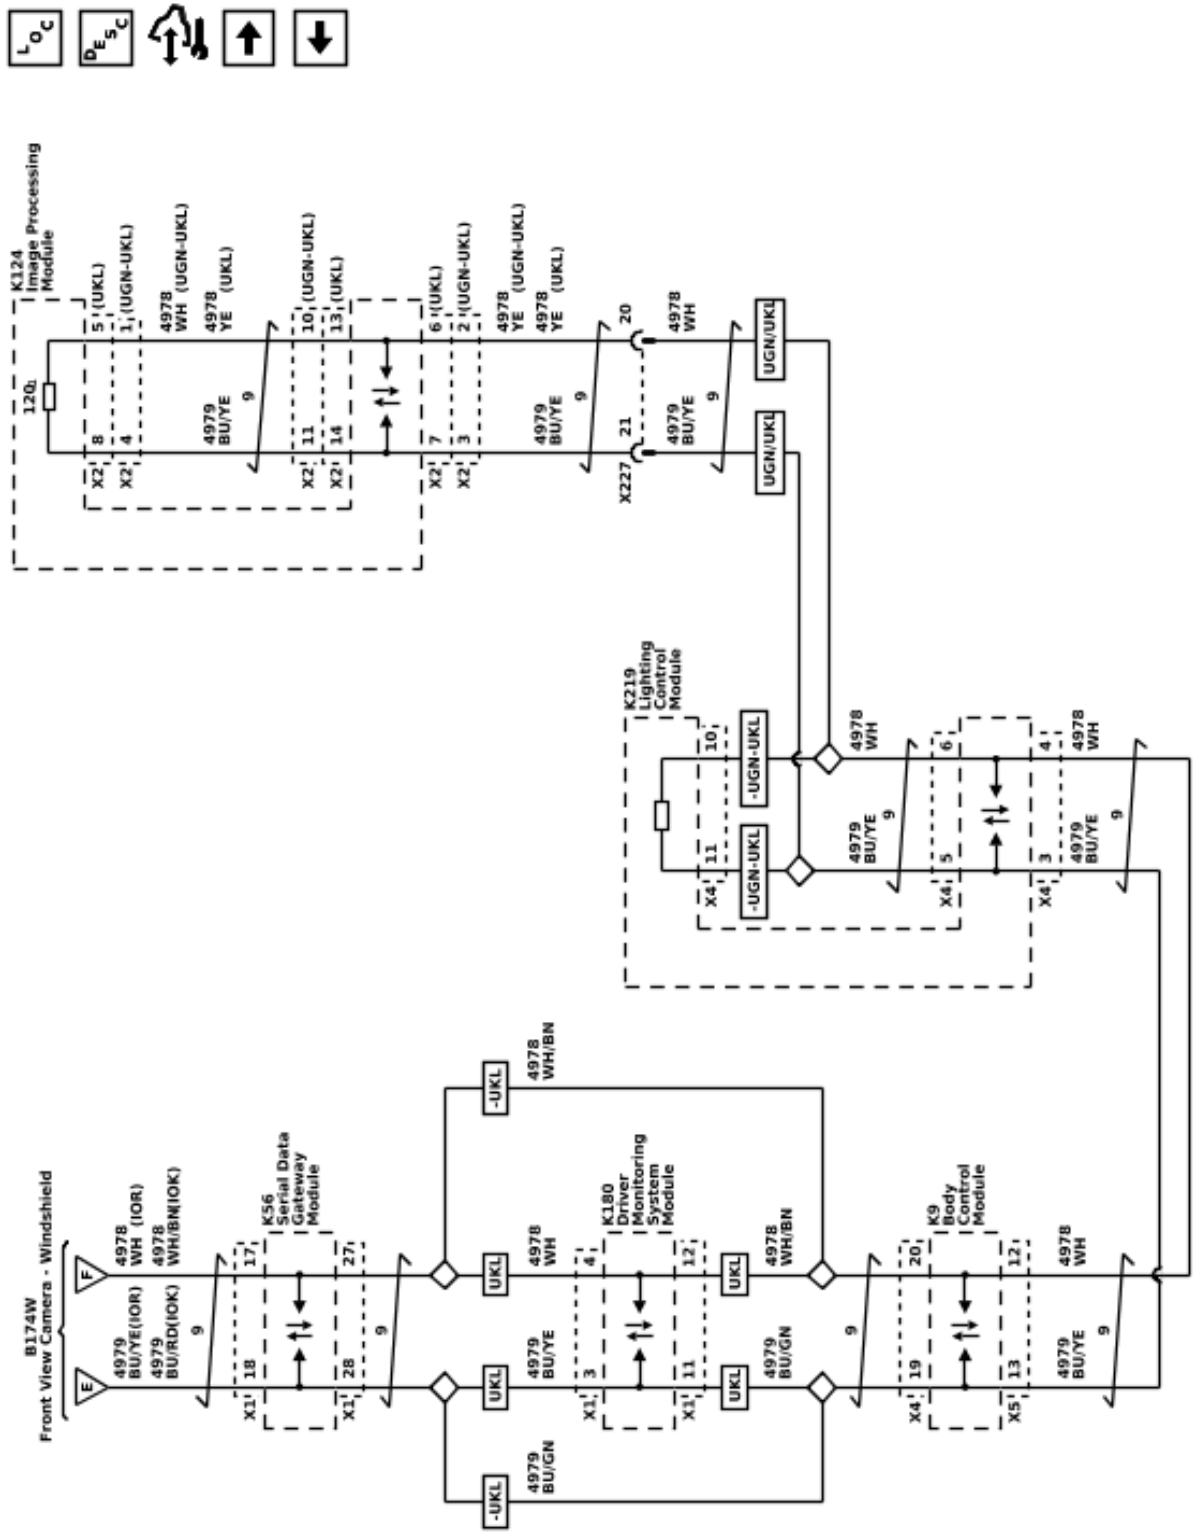 LOC
DESC
K124
Image Processing
Module
120Ω
8
5 (UKL)
X2
4
1 (UGN-UKL)
X2
4978
WH (UGN-UKL)
4978
YE (UKL)
4979
BU/YE
9
11
10 (UGN-UKL)
X2
14
13 (UKL)
X2
7
6 (UKL)
X2
3
2 (UGN-UKL)
X2
4978
YE (UGN-UKL)
4978
YE (UKL)
4979
BU/YE
9
X227
21
20
4979
BU/YE
4978
WH
9
UGN/UKL
UGN/UKL
K219
Lighting
Control
Module
X4
11
10
-UGN-UKL
-UGN-UKL
4979
BU/YE
4978
WH
9
X4
5
6
X4
3
4
4979
BU/YE
4978
WH
9
B174W
Front View Camera - Windshield
E
F
4979
BU/YE(IOR)
4979
BU/RD(IOK)
4978
WH (IOR)
4978
WH/BN(IOK)
9
X1
18
17
K56
Serial Data
Gateway
Module
X1
28
27
9
-UKL
UKL
UKL
-UKL
4979
BU/GN
4979
BU/YE
4978
WH
4978
WH/BN
X1
3
4
K180
Driver
Monitoring
System
Module
X1
11
12
UKL
UKL
4979
BU/GN
4978
WH/BN
9
X4
19
20
K9
Body
Control
Module
X5
13
12
4979
BU/YE
4978
WH
9